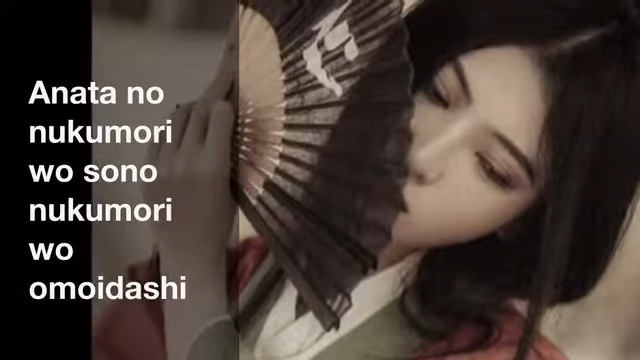 Anata no
nukumori
wo sono
nukumori
wo
omoidashi